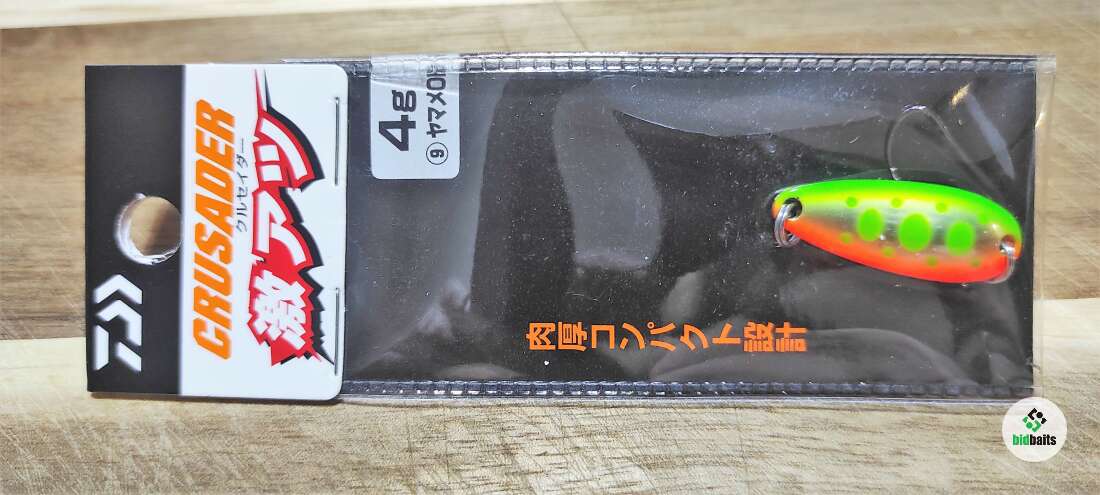 CRUSADER
クルセイダー
激アツ
4g
⑨ ヤマメOB
肉厚コンパクト設計
bidbaits